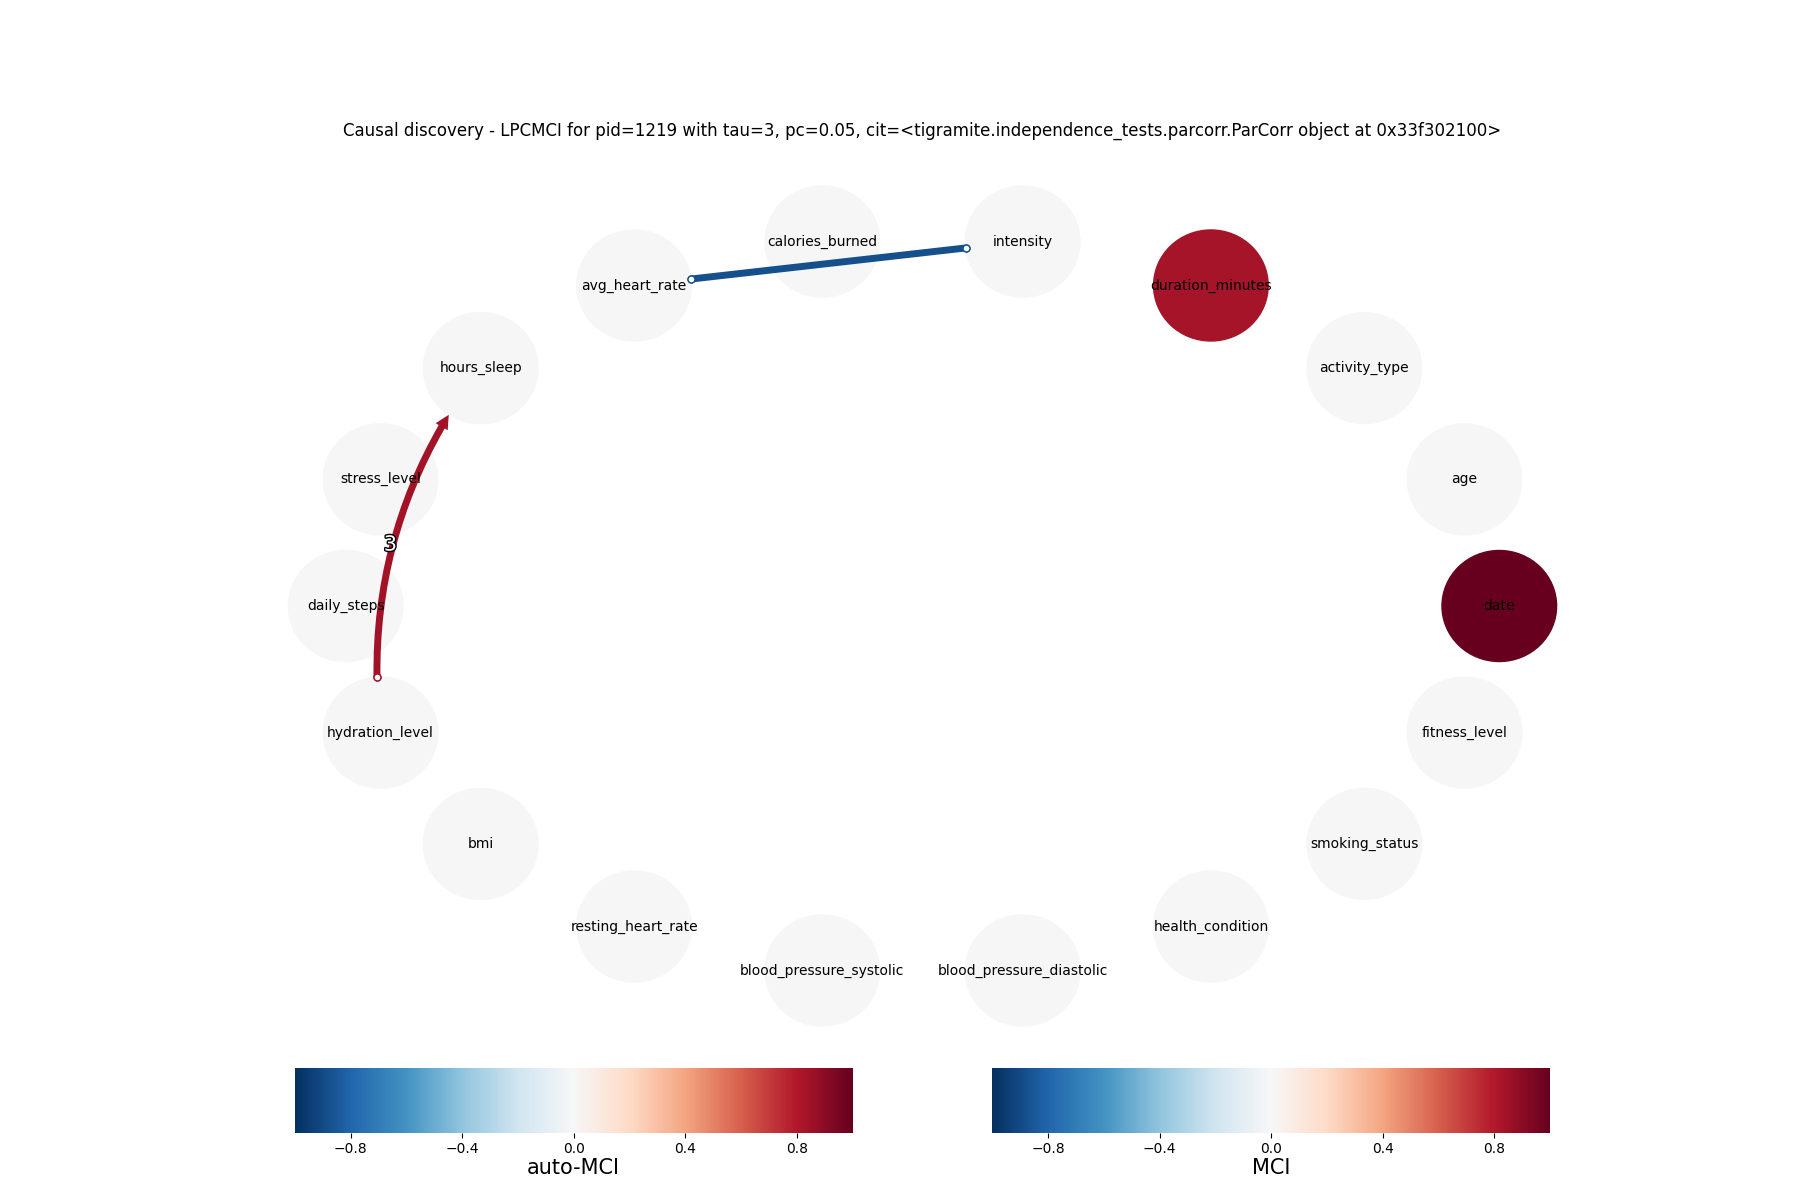 Causal discovery - LPCMCI for pid=1219 with tau=3, pc=0.05, cit=<tigramite.independence_tests.parcorr.ParCorr object at 0x33f302100>
calories_burned
intensity
avg_heart_rate
duration_minutes
hours_sleep
activity_type
stress_level
age
3
daily_steps
date
hydration_level
fitness_level
bmi
smoking_status
resting_heart_rate
health_condition
blood_pressure_systolic
blood_pressure_diastolic
−0.8 −0.4 0.0 0.4 0.8
auto-MCI
−0.8 −0.4 0.0 0.4 0.8
MCI